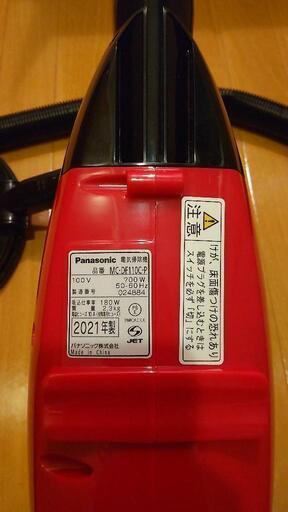 Panasonic 電気掃除機
品番 MC-DF110C-P
100V 700W
50-60Hz
製造番号 024884
吸込仕事率 180W
質量 2.3kg
2021年製
パナソニック株式会社
Made in China
JET
注意
けが、床面傷つけの恐れあり
電源プラグを差し込むときは
スイッチを必ず「切」にする